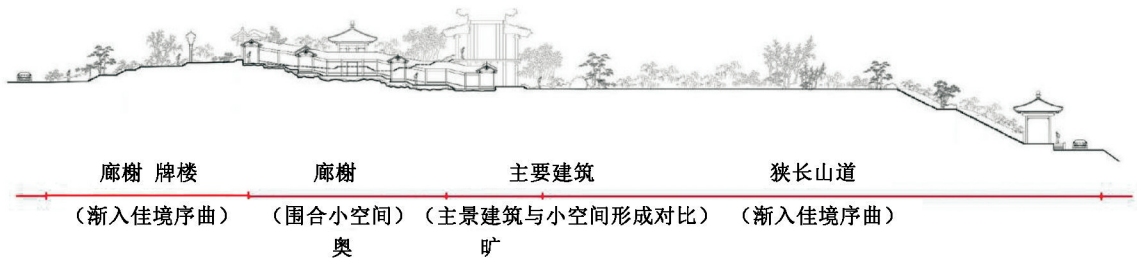 廊榭 牌楼 廊榭 主要建筑 狭长山道
（渐入佳境序曲） （围合小空间） （主景建筑与小空间形成对比） （渐入佳境序曲）
奥 旷